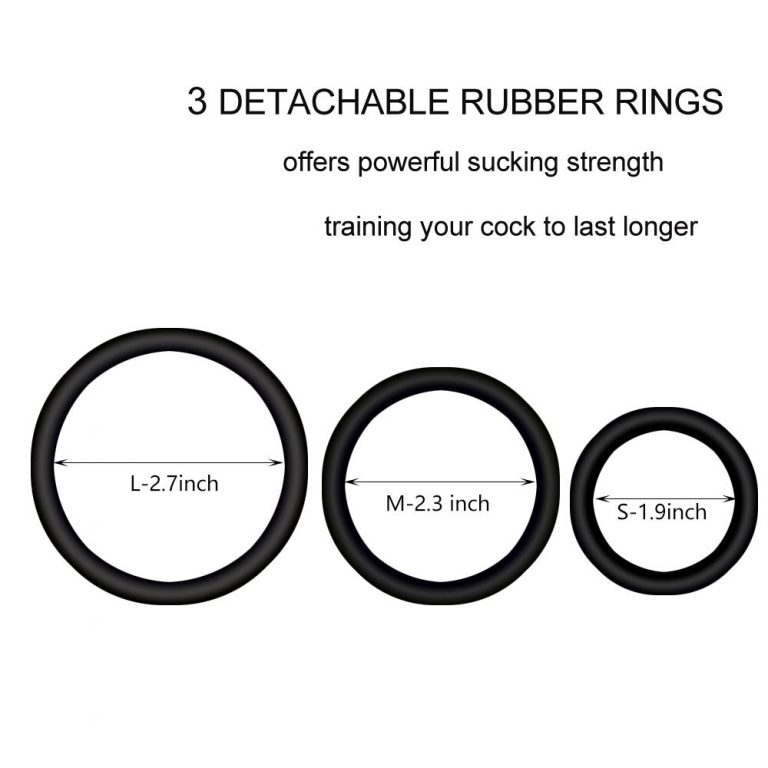 3 DETACHABLE RUBBER RINGS
offers powerful sucking strength
training your cock to last longer
L-2.7inch
M-2.3 inch
S-1.9inch